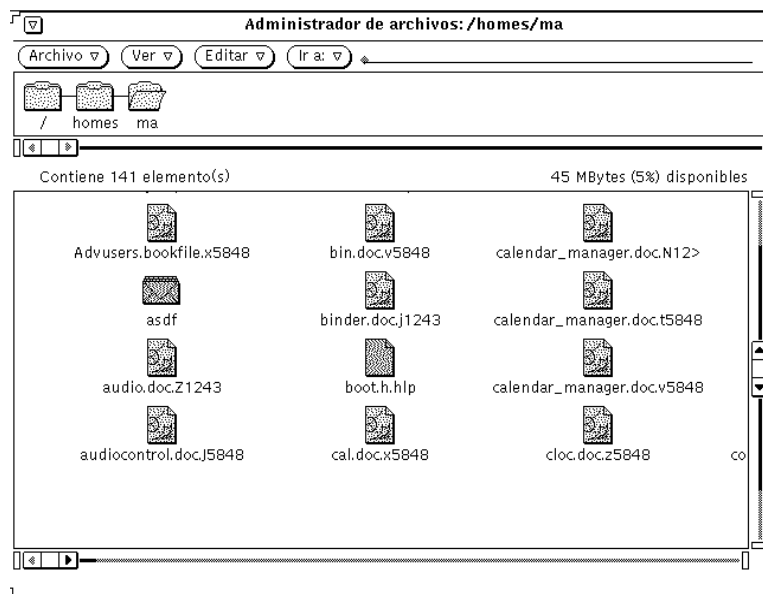 Administrador de archivos: /homes/ma
Archivo Ver Editar Ir a:
/ homes ma
Contiene 141 elemento(s) 45 MBytes (5%) disponibles
Advusers.bookfile.x5848 bin.doc.v5848 calendar_manager.doc.N12>
asdf binder.doc.j1243 calendar_manager.doc.t5848
audio.doc.Z1243 boot.h.hlp calendar_manager.doc.v5848
audiocontrol.doc.J5848 cal.doc.x5848 cloc.doc.z5848 co